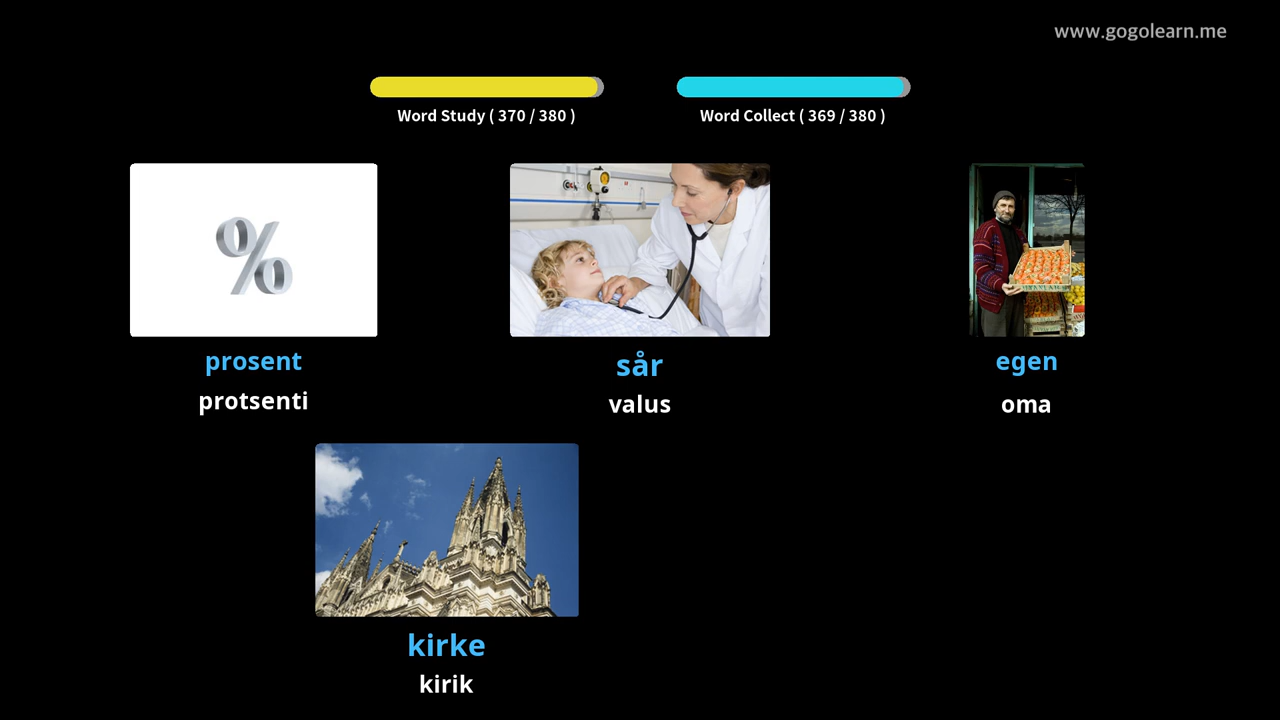 www.gogolearn.me
Word Study ( 370 / 380 )
Word Collect ( 369 / 380 )
%
prosent
protsenti
sår
valus
egen
oma
kirke
kirik